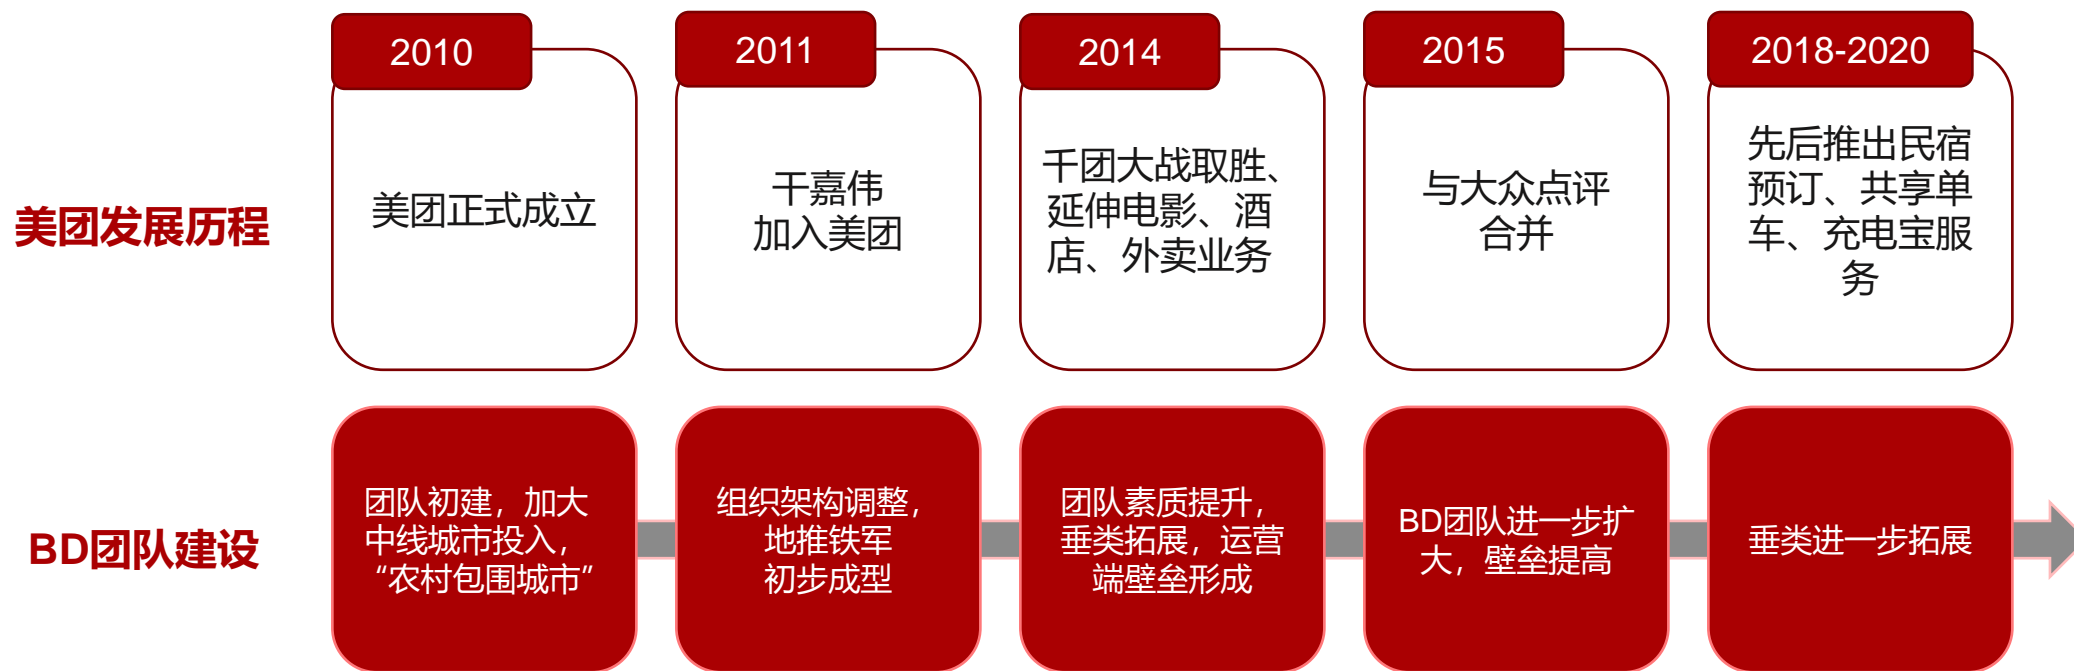 2010
2011
2014
2015
2018-2020
美团发展历程
美团正式成立
干嘉伟
加入美团
千团大战取胜、
延伸电影、酒
店、外卖业务
与大众点评
合并
先后推出民宿
预订、共享单
车、充电宝服
务
BD团队建设
团队初建，加大
中线城市投入，
“农村包围城市”
组织架构调整，
地推铁军
初步成型
团队素质提升，
垂类拓展，运营
端壁垒形成
BD团队进一步扩
大，壁垒提高
垂类进一步拓展